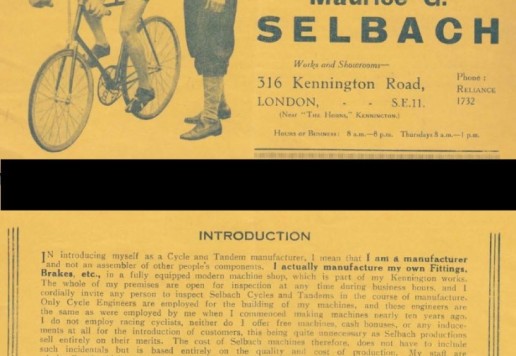 Maurice G.
SELBACH
Works and Showrooms—
316 Kennington Road,
LONDON, - - S.E.11.
(Near "The Horns," Kennington.)
Phone :
Reliance
1732
Hours of Business: 8 a.m.—8 p.m. Thursdays 8 a.m.—1 p.m.
INTRODUCTION
IN introducing myself as a Cycle and Tandem manufacturer, I mean that I am a manufacturer
and not an assembler of other people's components. I actually manufacture my own Fittings,
Brakes, etc., in a fully equipped modern machine shop, which is part of my Kennington works.
The whole of my premises are open for inspection at any time during business hours, and I
cordially invite any person to inspect Selbach Cycles and Tandems in the course of manufacture.
Only Cycle Engineers are employed for the building of my machines, and these engineers are
the same as were employed by me when I commenced making machines nearly ten years ago.
I do not employ racing cyclists, neither do I offer free machines, cash bonuses, or any induce-
ments at all for the introduction of customers, this being quite unnecessary as Selbach productions
sell entirely on their merits. The cost of Selbach machines therefore, does not have to include
such incidentals but is based entirely on the quality and cost of production. My staff are